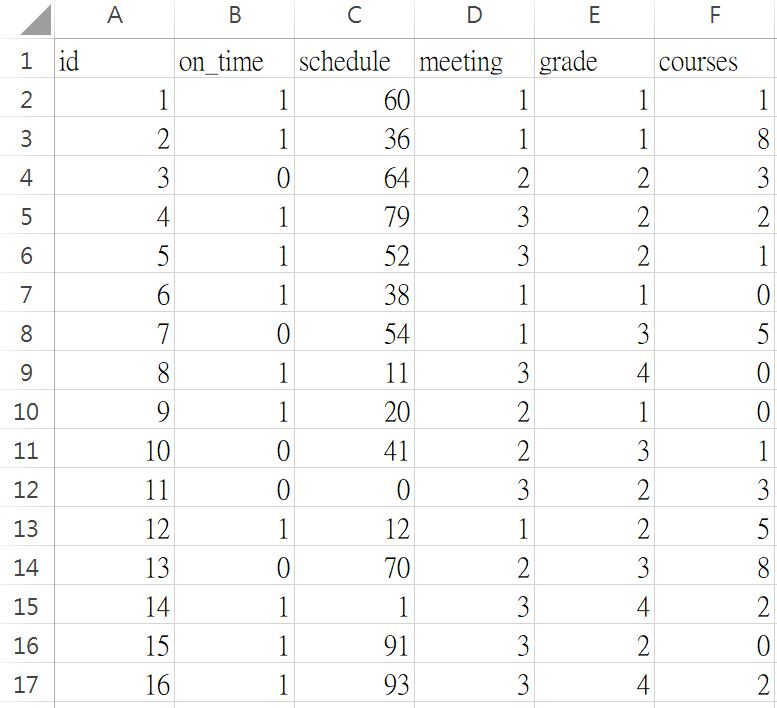 A B C D E F
1 id on_time schedule meeting grade courses
2 1 1 60 1 1 1
3 2 1 36 1 1 8
4 3 0 64 2 2 3
5 4 1 79 3 2 2
6 5 1 52 3 2 1
7 6 1 38 1 1 0
8 7 0 54 1 3 5
9 8 1 11 3 4 0
10 9 1 20 2 1 0
11 10 0 41 2 3 1
12 11 0 0 3 2 3
13 12 1 12 1 2 5
14 13 0 70 2 3 8
15 14 1 1 3 4 2
16 15 1 91 3 2 0
17 16 1 93 3 4 2